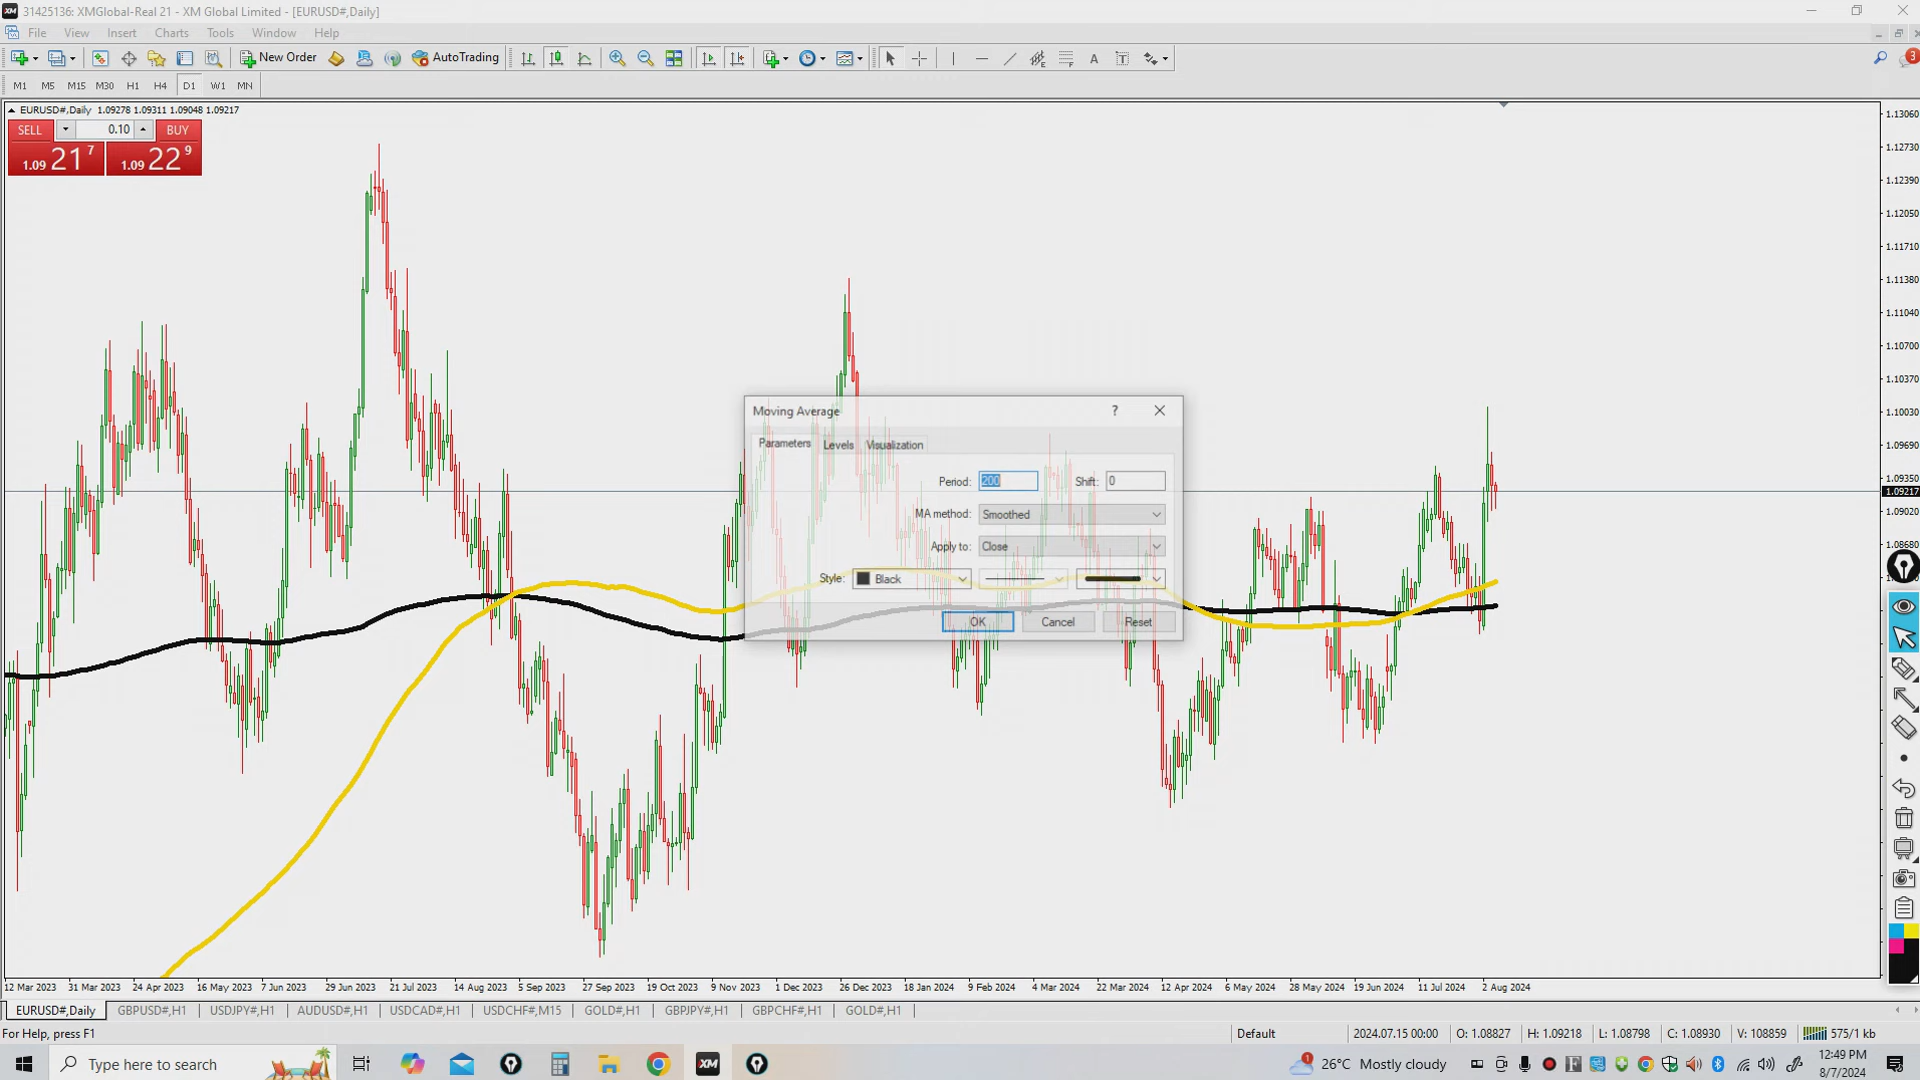 31425136: XMGlobal-Real 21 - XM Global Limited - [EURUSD#,Daily]
File View Insert Charts Tools Window Help
New Order AutoTrading A T
3
M1 M5 M15 M30 H1 H4 D1 W1 MN
EURUSD#,Daily 1.09278 1.09311 1.09048 1.09217
SELL 0.10 BUY
1.09 21 7 1.09 22 9
1.13060
1.12730
1.12390
1.12050
1.11710
1.11380
1.11040
1.10700
1.10370
1.10030
1.09690
1.09350
1.09217
1.09020
1.08680
Moving Average ?
Parameters Levels Visualization
Period: 200 Shift: 0
MA method: Smoothed
Apply to: Close
Style: Black
OK Cancel Reset
12 Mar 2023 31 Mar 2023 24 Apr 2023 16 May 2023 7 Jun 2023 29 Jun 2023 21 Jul 2023 14 Aug 2023 5 Sep 2023 27 Sep 2023 19 Oct 2023 9 Nov 2023 1 Dec 2023 26 Dec 2023 18 Jan 2024 9 Feb 2024 4 Mar 2024 22 Mar 2024 12 Apr 2024 6 May 2024 28 May 2024 19 Jun 2024 11 Jul 2024 2 Aug 2024
EURUSD#,Daily GBPUSD#,H1 USDJPY#,H1 AUDUSD#,H1 USDCAD#,H1 USDCHF#,M15 GOLD#,H1 GBPJPY#,H1 GBPCHF#,H1 GOLD#,H1
For Help, press F1 Default 2024.07.15 00:00 O: 1.08827 H: 1.09218 L: 1.08798 C: 1.08930 V: 108859 575/1 kb
Type here to search XM 1 26°C Mostly cloudy 12:49 PM
8/7/2024